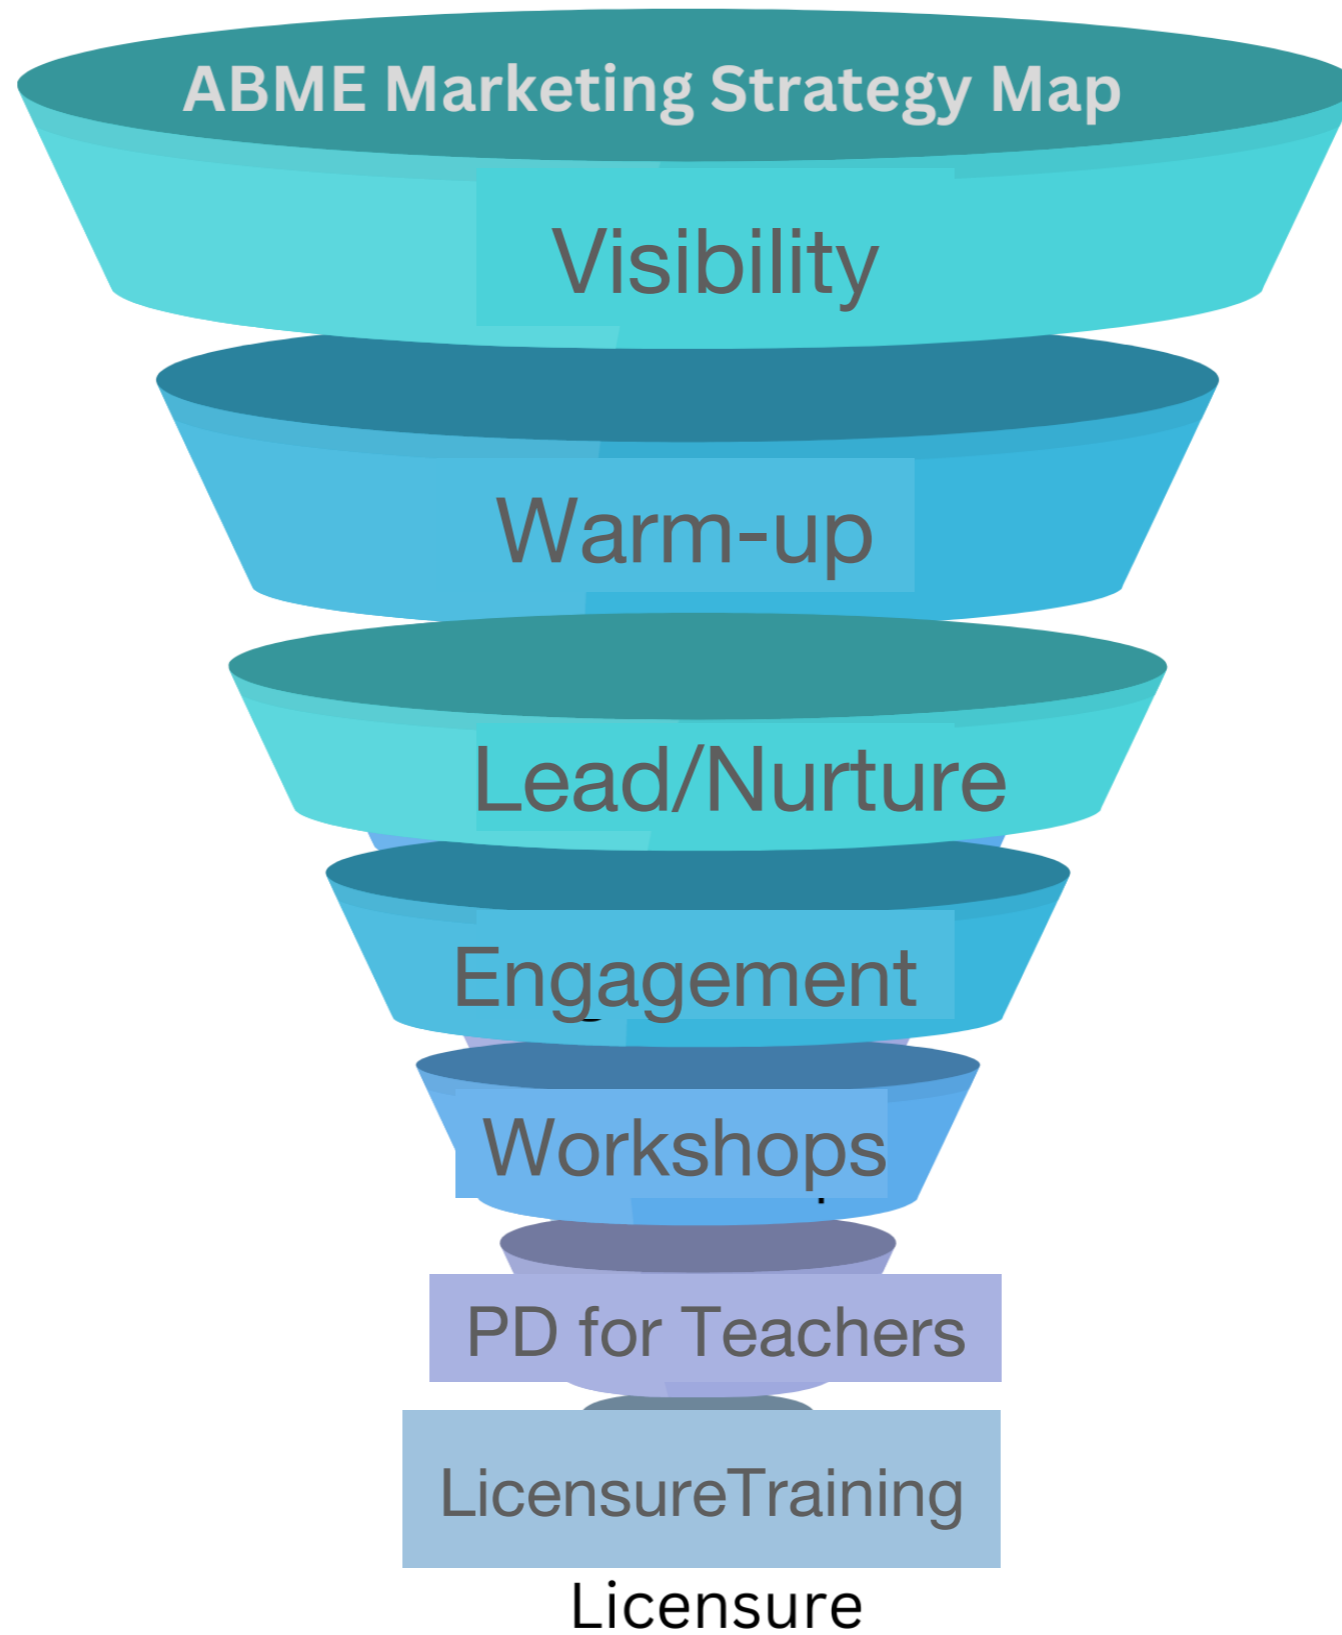 ABME Marketing Strategy Map
Visibility
Warm-up
Lead/Nurture
Engagement
Workshops
PD for Teachers
LicensureTraining
Licensure